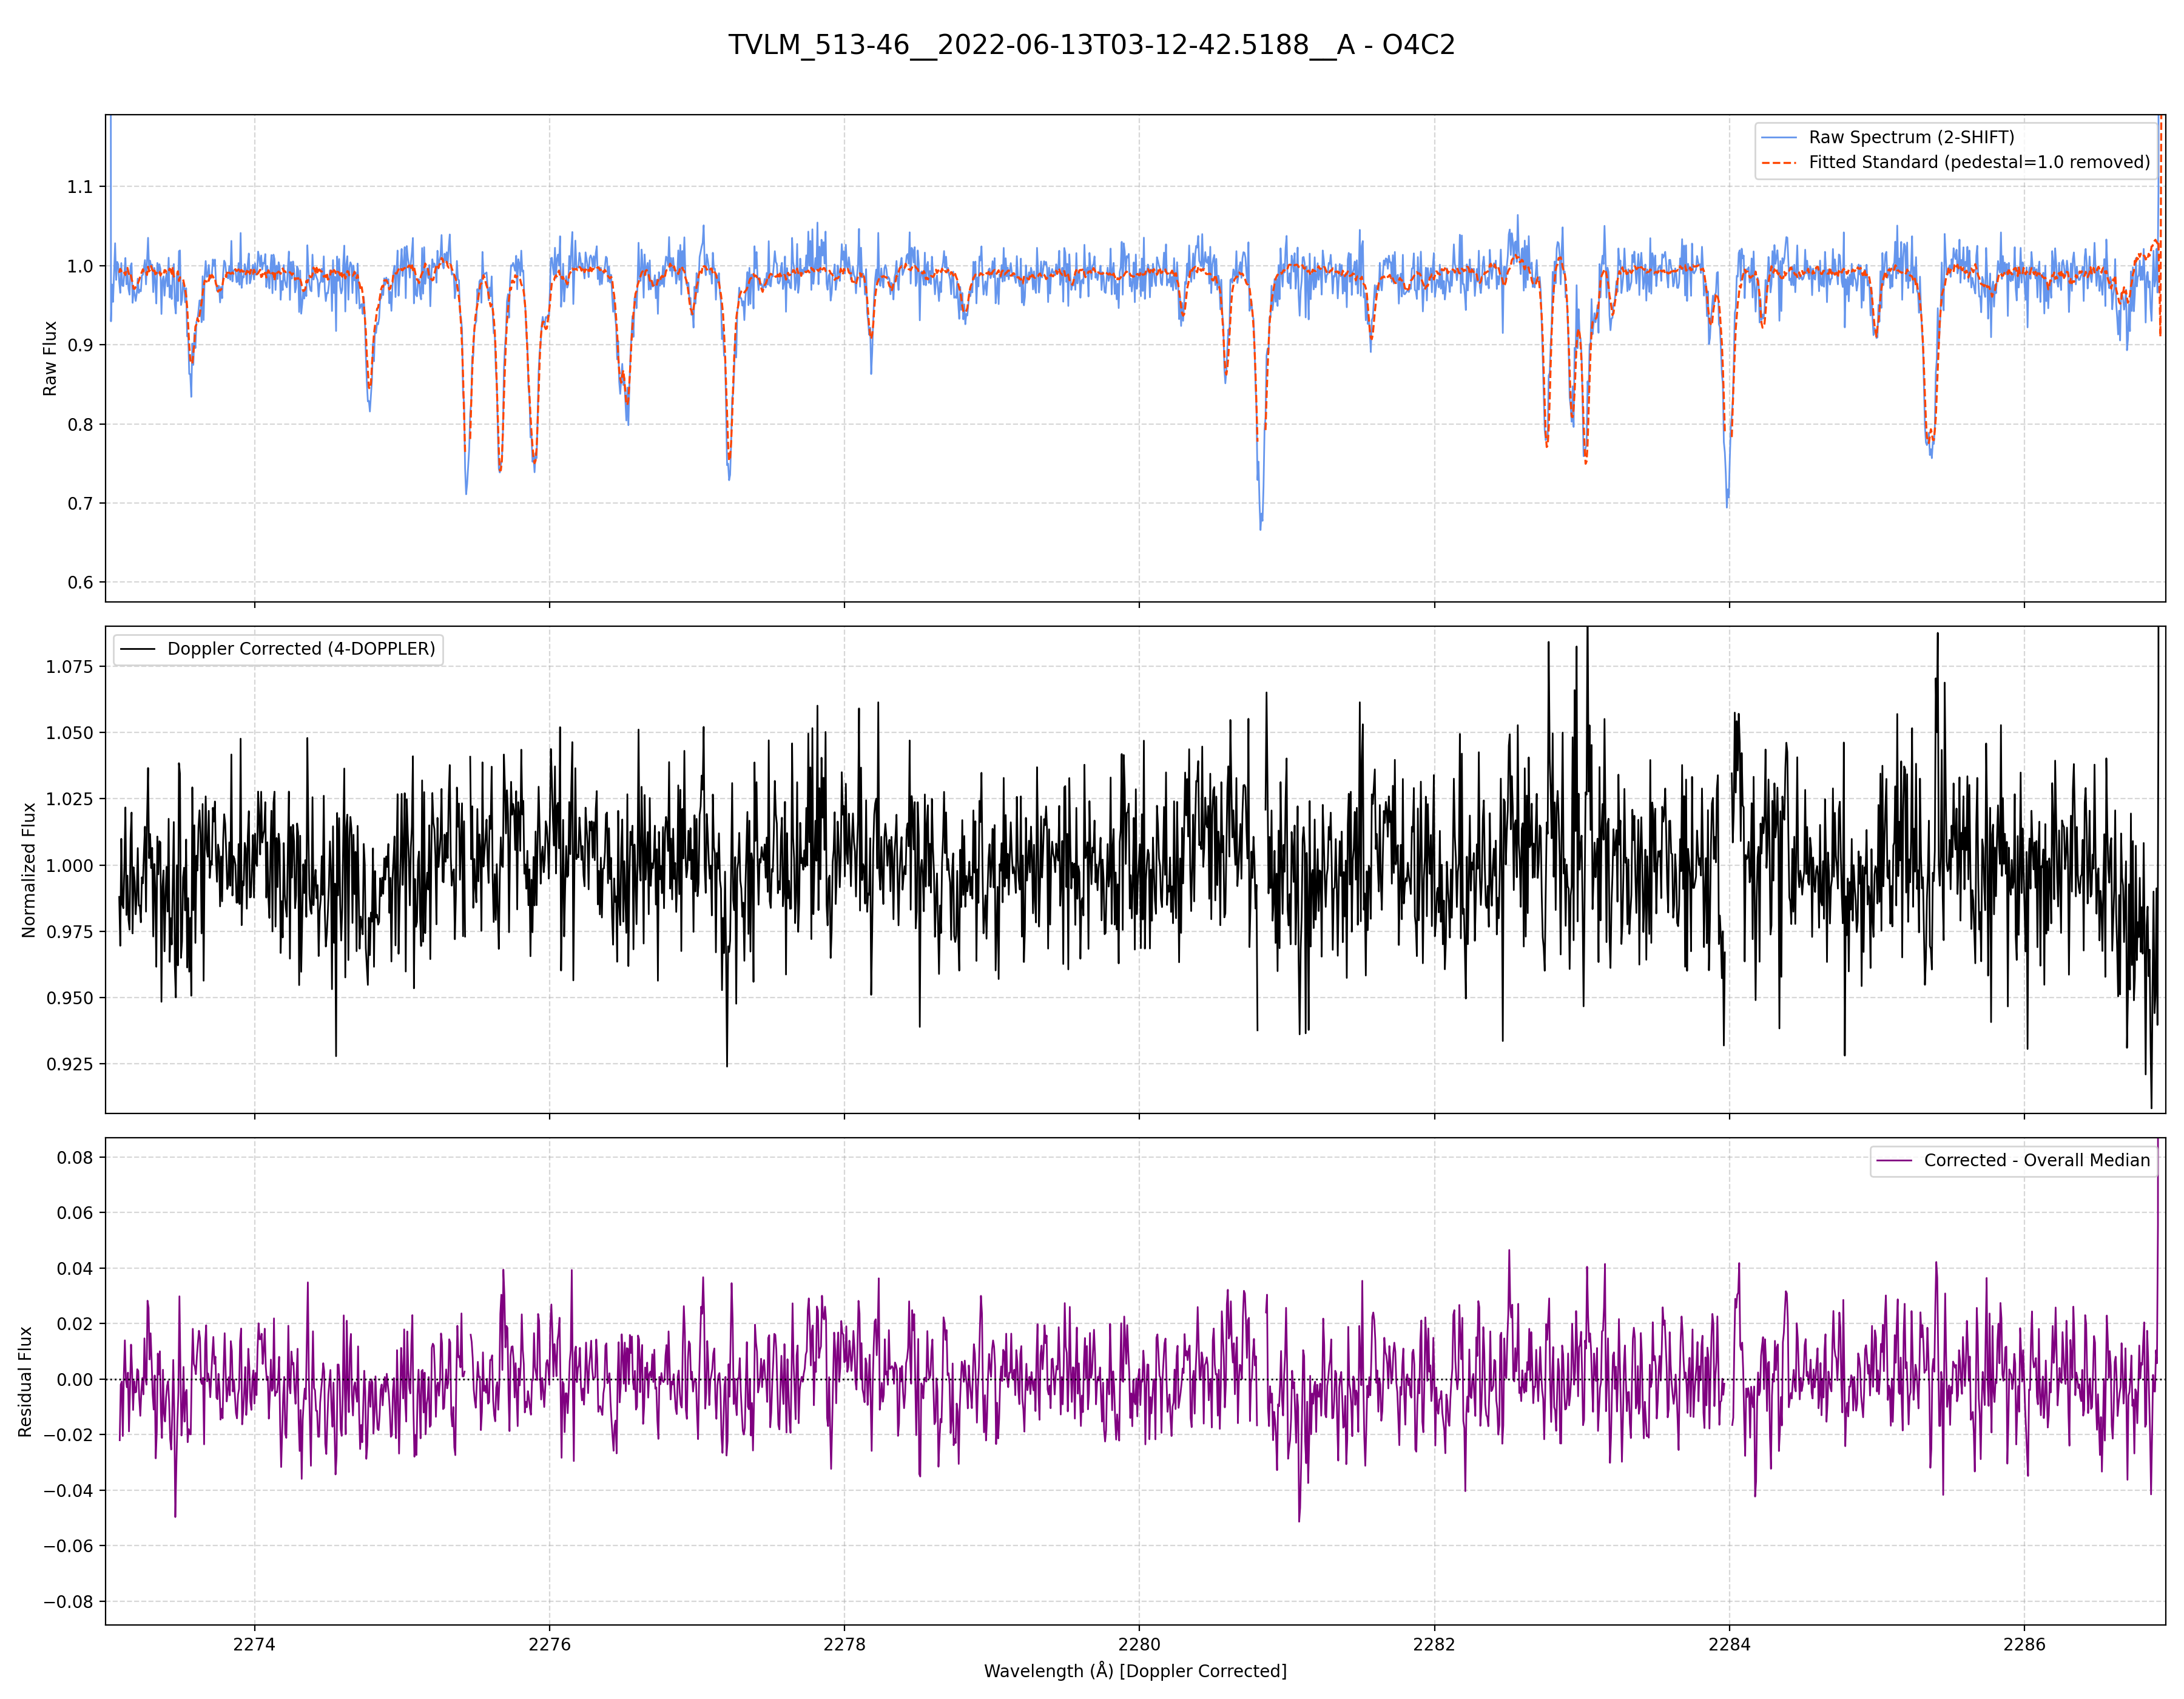 TVLM_513-46__2022-06-13T03-12-42.5188__A - O4C2
Raw Spectrum (2-SHIFT)
Fitted Standard (pedestal=1.0 removed)
Raw Flux
1.1
1.0
0.9
0.8
0.7
0.6
Doppler Corrected (4-DOPPLER)
Normalized Flux
1.075
1.050
1.025
1.000
0.975
0.950
0.925
Corrected - Overall Median
Residual Flux
0.08
0.06
0.04
0.02
0.00
−0.02
−0.04
−0.06
−0.08
2274 2276 2278 2280 2282 2284 2286
Wavelength (Å) [Doppler Corrected]